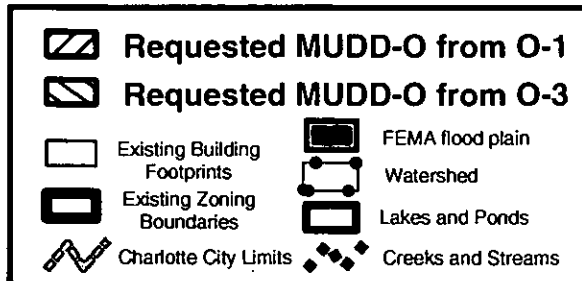 Requested MUDD-O from O-1
Requested MUDD-O from O-3
Existing Building
Footprints
Existing Zoning
Boundaries
Charlotte City Limits
FEMA flood plain
Watershed
Lakes and Ponds
Creeks and Streams